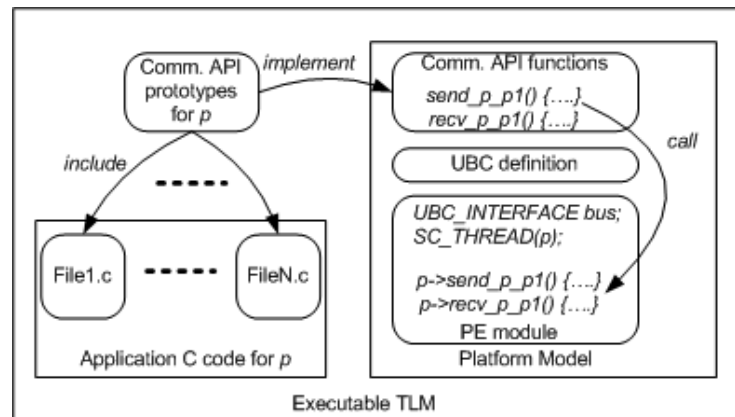 Comm. API
prototypes
for p
implement
include
File1.c
FileN.c
Application C code for p
Comm. API functions
send_p_p1() {....}
recv_p_p1() {....}
call
UBC definition
UBC_INTERFACE bus;
SC_THREAD(p);
p->send_p_p1() {....}
p->recv_p_p1() {....}
PE module
Platform Model
Executable TLM